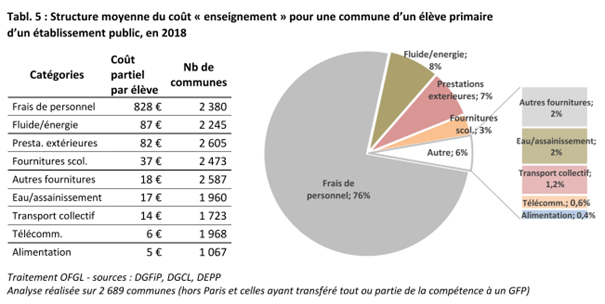 Tabl. 5 : Structure moyenne du coût « enseignement » pour une commune d'un élève primaire
d'un établissement public, en 2018
Catégories Coût partiel par élève Nb de communes
Frais de personnel 828 € 2 380
Fluide/énergie 87 € 2 245
Presta. extérieures 82 € 2 605
Fournitures scol. 37 € 2 473
Autres fournitures 18 € 2 587
Eau/assainissement 17 € 1 960
Transport collectif 14 € 1 723
Télécomm. 6 € 1 968
Alimentation 5 € 1 067
Fluide/energie;
8%
Prestations
exterieures; 7%
Fournitures
scol.; 3%
Autre; 6%
Frais de
personnel; 76%
Autres fournitures;
2%
Eau/assainissement;
2%
Transport collectif;
1,2%
Télécomm.; 0,6%
Alimentation; 0,4%
Traitement OFGL - sources : DGFiP, DGCL, DEPP
Analyse réalisée sur 2 689 communes (hors Paris et celles ayant transféré tout ou partie de la compétence à un GFP)